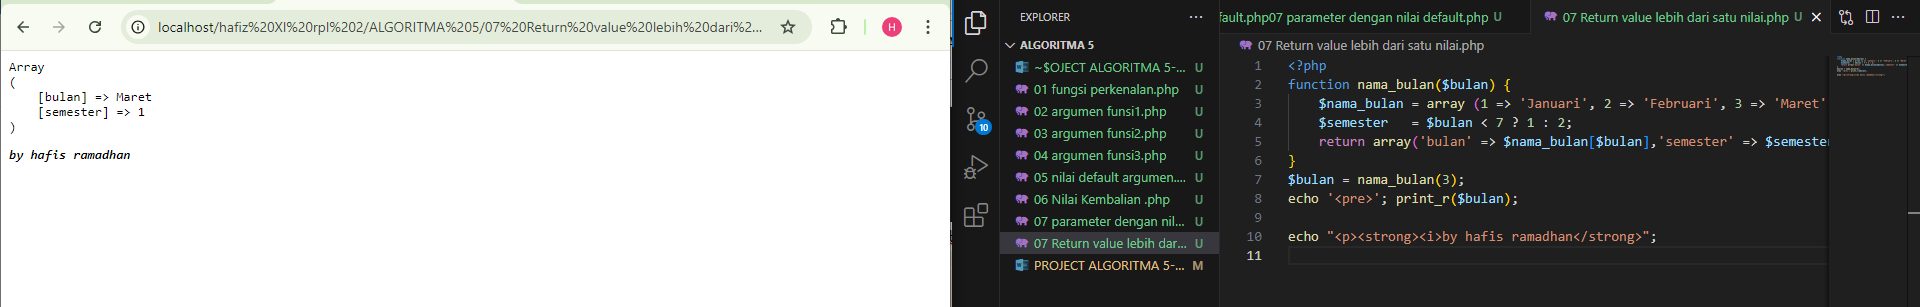 localhost/hafiz%20XI%20rpl%202/ALGORITMA%205/07%20Return%20value%20lebih%20dari%2...
H
Array
(
[bulan] => Maret
[semester] => 1
)
by hafis ramadhan
10
EXPLORER
ALGORITMA 5
~$OJECT ALGORITMA 5-... U
01 fungsi perkenalan.php U
02 argumen funsi1.php U
03 argumen funsi2.php U
04 argumen funsi3.php U
05 nilai default argumen.... U
06 Nilai Kembalian .php U
07 parameter dengan nil... U
07 Return value lebih dar... U
PROJECT ALGORITMA 5-... M
fault.php07 parameter dengan nilai default.php U
07 Return value lebih dari satu nilai.php U
07 Return value lebih dari satu nilai.php
1 <?php
2 function nama_bulan($bulan) {
3 $nama_bulan = array (1 => 'Januari', 2 => 'Februari', 3 => 'Maret'
4 $semester   = $bulan < 7 ? 1 : 2;
5 return array('bulan' => $nama_bulan[$bulan],'semester' => $semeste
6 }
7 $bulan = nama_bulan(3);
8 echo '<pre>'; print_r($bulan);
9
10 echo "<p><strong><i>by hafis ramadhan</strong>";
11